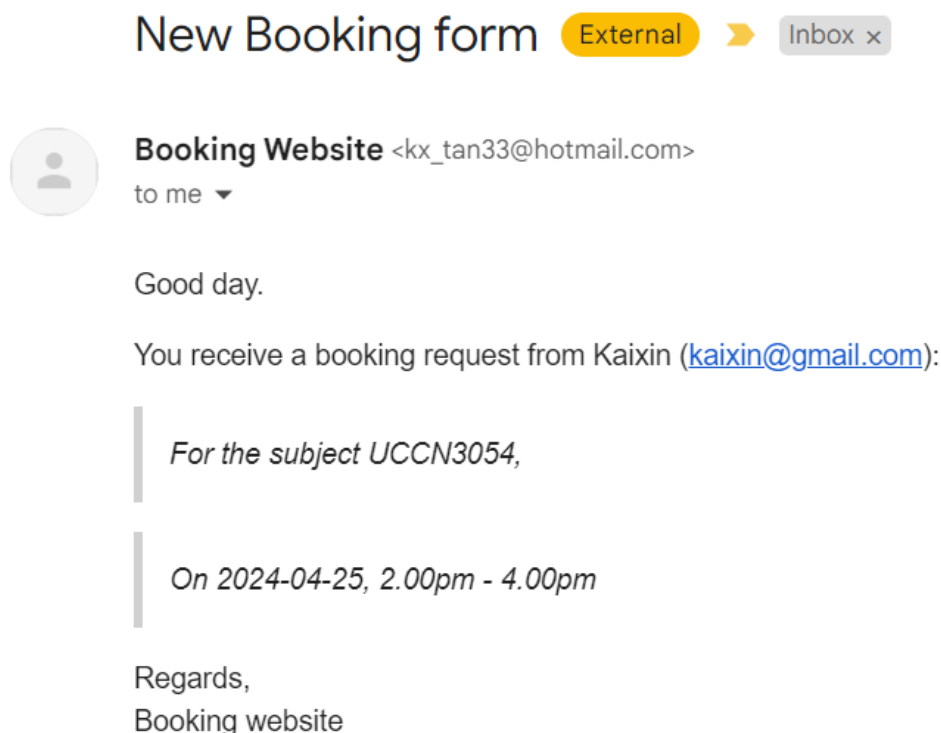 New Booking form External Inbox ×
Booking Website <kx_tan33@hotmail.com>
to me
Good day.
You receive a booking request from Kaixin (kaixin@gmail.com):
For the subject UCCN3054,
On 2024-04-25, 2.00pm - 4.00pm
Regards,
Booking website